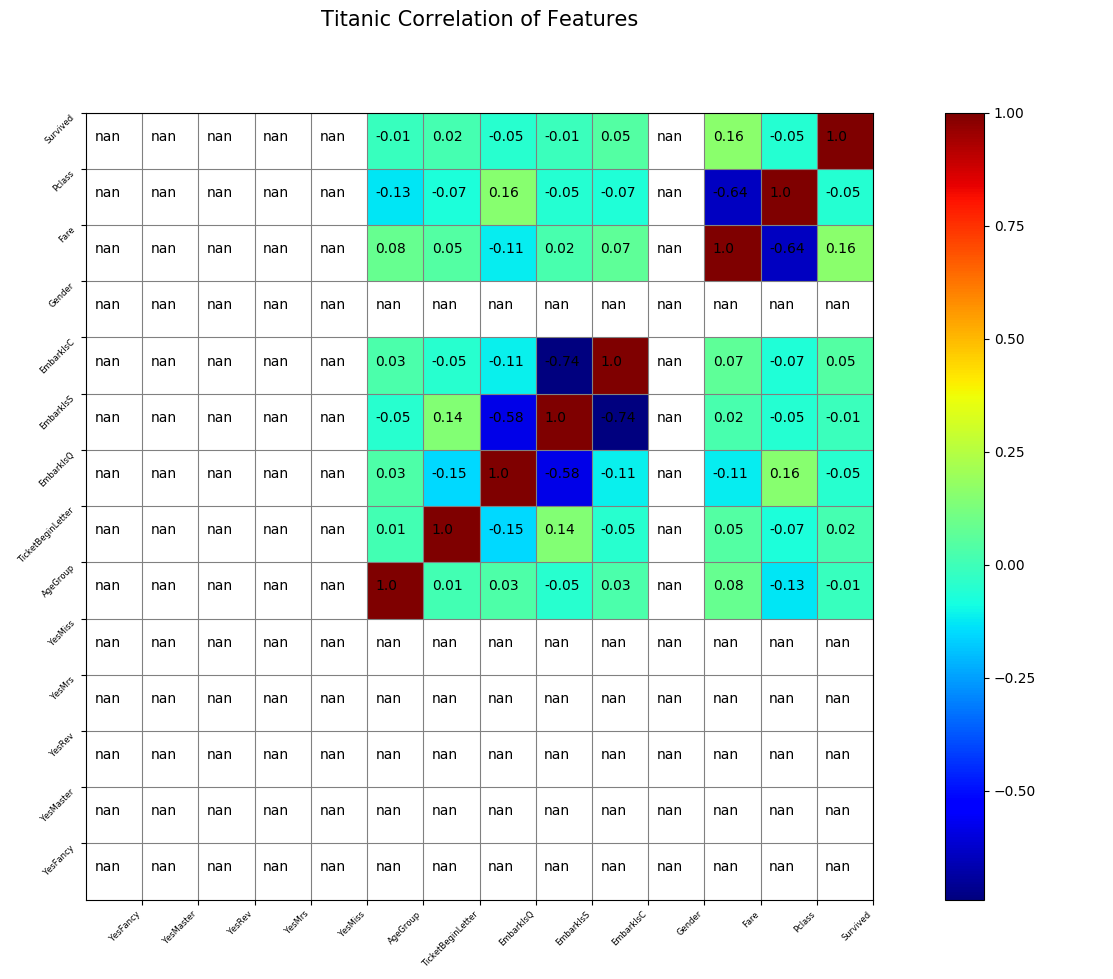 Titanic Correlation of Features
Survived nan nan nan nan nan -0.01 0.02 -0.05 -0.01 0.05 nan 0.16 -0.05 1.0
Pclass nan nan nan nan nan -0.13 -0.07 0.16 -0.05 -0.07 nan -0.64 1.0 -0.05
Fare nan nan nan nan nan 0.08 0.05 -0.11 0.02 0.07 nan 1.0 -0.64 0.16
Gender nan nan nan nan nan nan nan nan nan nan nan nan nan nan
EmbarkIsC nan nan nan nan nan 0.03 -0.05 -0.11 -0.74 1.0 nan 0.07 -0.07 0.05
EmbarkIsS nan nan nan nan nan -0.05 0.14 -0.58 1.0 -0.74 nan 0.02 -0.05 -0.01
EmbarkIsQ nan nan nan nan nan 0.03 -0.15 1.0 -0.58 -0.11 nan -0.11 0.16 -0.05
TicketBeginLetter nan nan nan nan nan 0.01 1.0 -0.15 0.14 -0.05 nan 0.05 -0.07 0.02
AgeGroup nan nan nan nan nan 1.0 0.01 0.03 -0.05 0.03 nan 0.08 -0.13 -0.01
YesMiss nan nan nan nan nan nan nan nan nan nan nan nan nan nan
YesMrs nan nan nan nan nan nan nan nan nan nan nan nan nan nan
YesRev nan nan nan nan nan nan nan nan nan nan nan nan nan nan
YesMaster nan nan nan nan nan nan nan nan nan nan nan nan nan nan
YesFancy nan nan nan nan nan nan nan nan nan nan nan nan nan nan
YesFancy YesMaster YesRev YesMrs YesMiss AgeGroup TicketBeginLetter EmbarkIsQ EmbarkIsS EmbarkIsC Gender Fare Pclass Survived
1.00
0.75
0.50
0.25
0.00
−0.25
−0.50